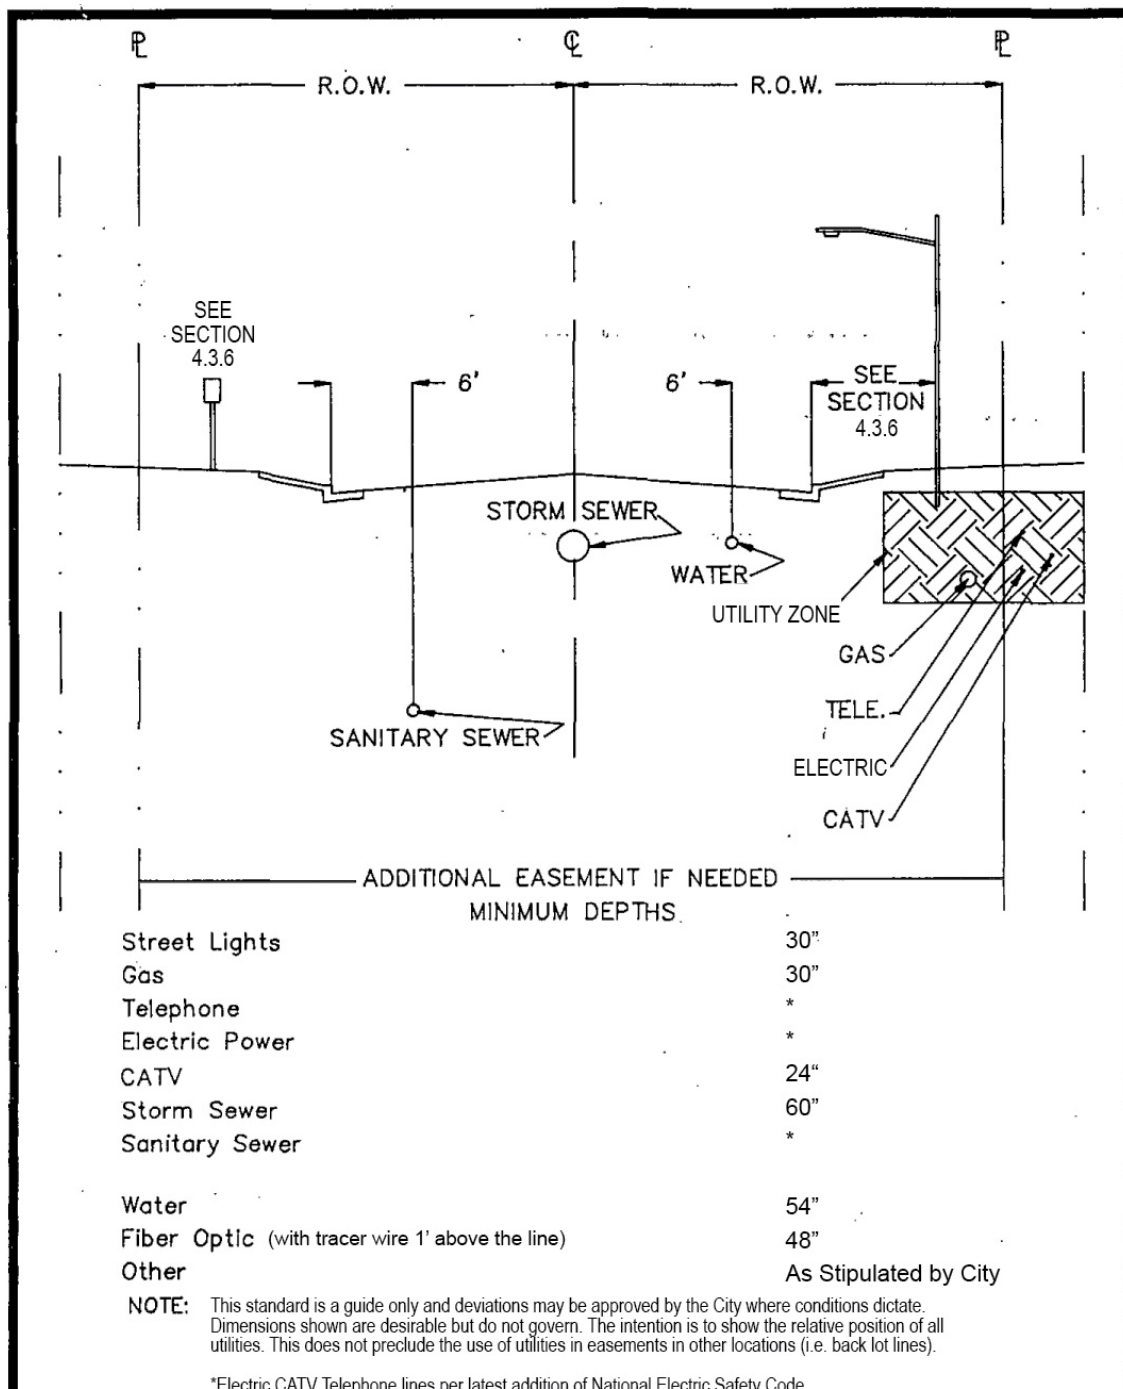 PL CL PL
R.O.W. R.O.W.
SEE
SECTION
4.3.6
6' 6' SEE
SECTION
4.3.6
STORM SEWER
WATER
UTILITY ZONE
GAS
TELE.
SANITARY SEWER
ELECTRIC
CATV
ADDITIONAL EASEMENT IF NEEDED
MINIMUM DEPTHS
Street Lights 30”
Gas 30”
Telephone *
Electric Power *
CATV 24“
Storm Sewer 60”
Sanitary Sewer *
Water 54”
Fiber Optic (with tracer wire 1’ above the line) 48”
Other As Stipulated by City
NOTE: This standard is a guide only and deviations may be approved by the City where conditions dictate.
Dimensions shown are desirable but do not govern. The intention is to show the relative position of all
utilities. This does not preclude the use of utilities in easements in other locations (i.e. back lot lines).
*Electric CATV Telephone lines per latest addition of National Electric Safety Code